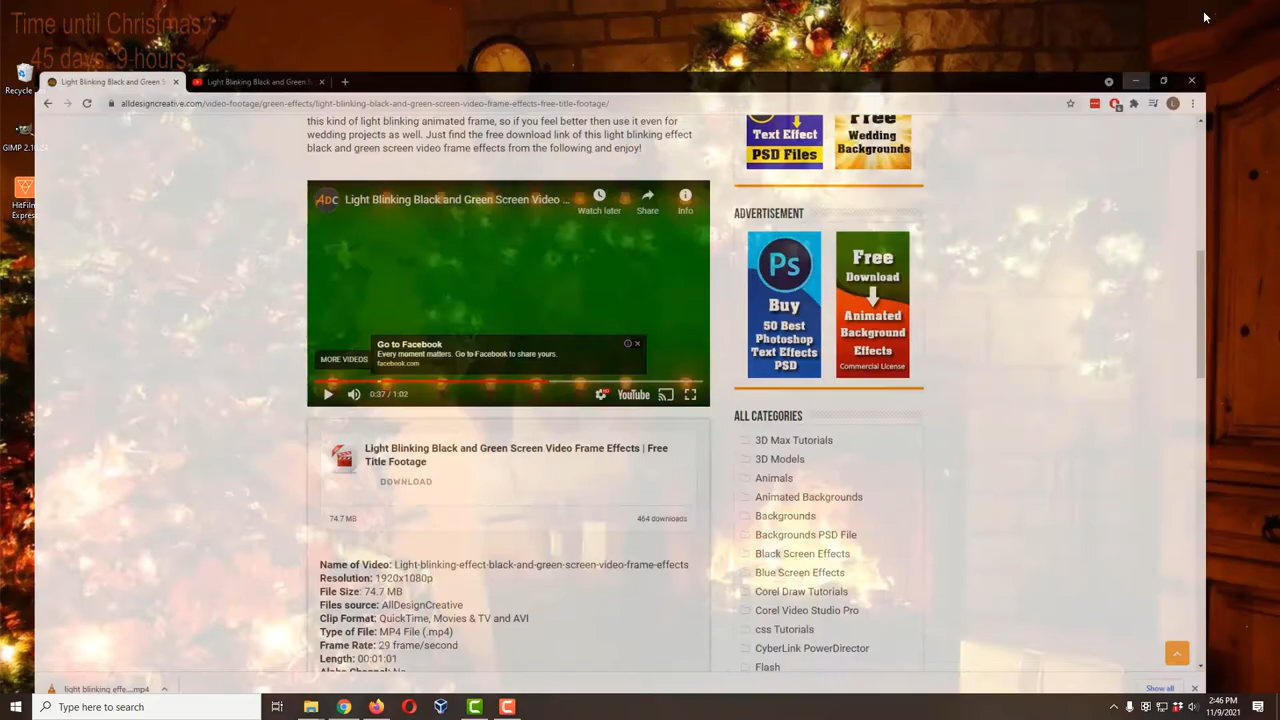 Time until Christmas:
45 days, 9 hours
Recycle
GIMP 2.10.24
HitFilm
Express
Light Blinking Black and Green S
Light Blinking Black and Green S
alldesigncreative.com/video-footage/green-effects/light-blinking-black-and-green-screen-video-frame-effects-free-title-footage/
L
this kind of light blinking animated frame, so if you feel better then use it even for
wedding projects as well. Just find the free download link of this light blinking effect
black and green screen video frame effects from the following and enjoy!
ADC
Light Blinking Black and Green Screen Video ...
Watch later
Share
Info
Go to Facebook
Every moment matters. Go to Facebook to share yours.
facebook.com
MORE VIDEOS
0:37 / 1:02
HD
YouTube
Light Blinking Black and Green Screen Video Frame Effects | Free
Title Footage
DOWNLOAD
74.7 MB
464 downloads
Name of Video: Light-blinking-effect-black-and-green-screen-video-frame-effects
Resolution: 1920x1080p
File Size: 74.7 MB
Files source: AllDesignCreative
Clip Format: QuickTime, Movies & TV and AVI
Type of File: MP4 File (.mp4)
Frame Rate: 29 frame/second
Length: 00:01:01
Alpha Channel: No
Text Effect
PSD Files
Free
Wedding
Backgrounds
ADVERTISEMENT
Ps
Buy
50 Best
Photoshop
Text Effects
PSD
Free
Download
Animated
Background
Effects
Commercial License
ALL CATEGORIES
3D Max Tutorials
3D Models
Animals
Animated Backgrounds
Backgrounds
Backgrounds PSD File
Black Screen Effects
Blue Screen Effects
Corel Draw Tutorials
Corel Video Studio Pro
css Tutorials
CyberLink PowerDirector
Flash
light blinking effe....mp4
Show all
Type here to search
2:46 PM
11/9/2021